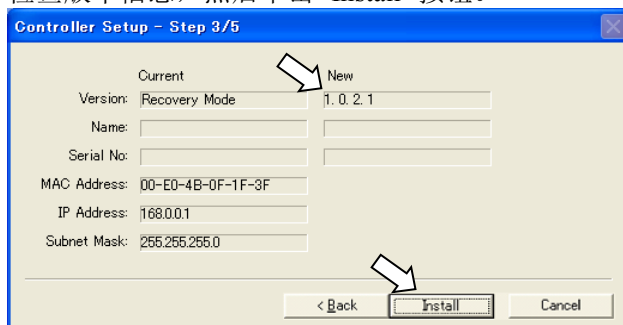 Controller Setup - Step 3/5
Current New
Version: Recovery Mode 1. 0. 2. 1
Name:
Serial No:
MAC Address: 00-E0-4B-0F-1F-3F
IP Address: 168.0.0.1
Subnet Mask: 255.255.255.0
< Back Install Cancel